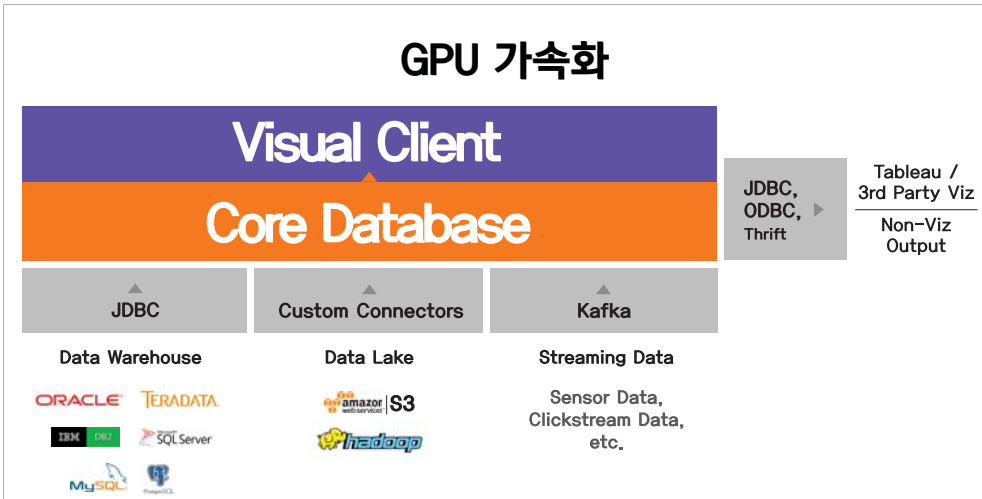 GPU 가속화
Visual Client
Core Database
JDBC,
ODBC,
Thrift
Tableau /
3rd Party Viz
Non-Viz
Output
JDBC
Custom Connectors
Kafka
Data Warehouse
Data Lake
Streaming Data
ORACLE
TERADATA
IBM DB2
Microsoft
SQL Server
MySQL
PostgreSQL
amazon
webservices
S3
hadoop
Sensor Data,
Clickstream Data,
etc.